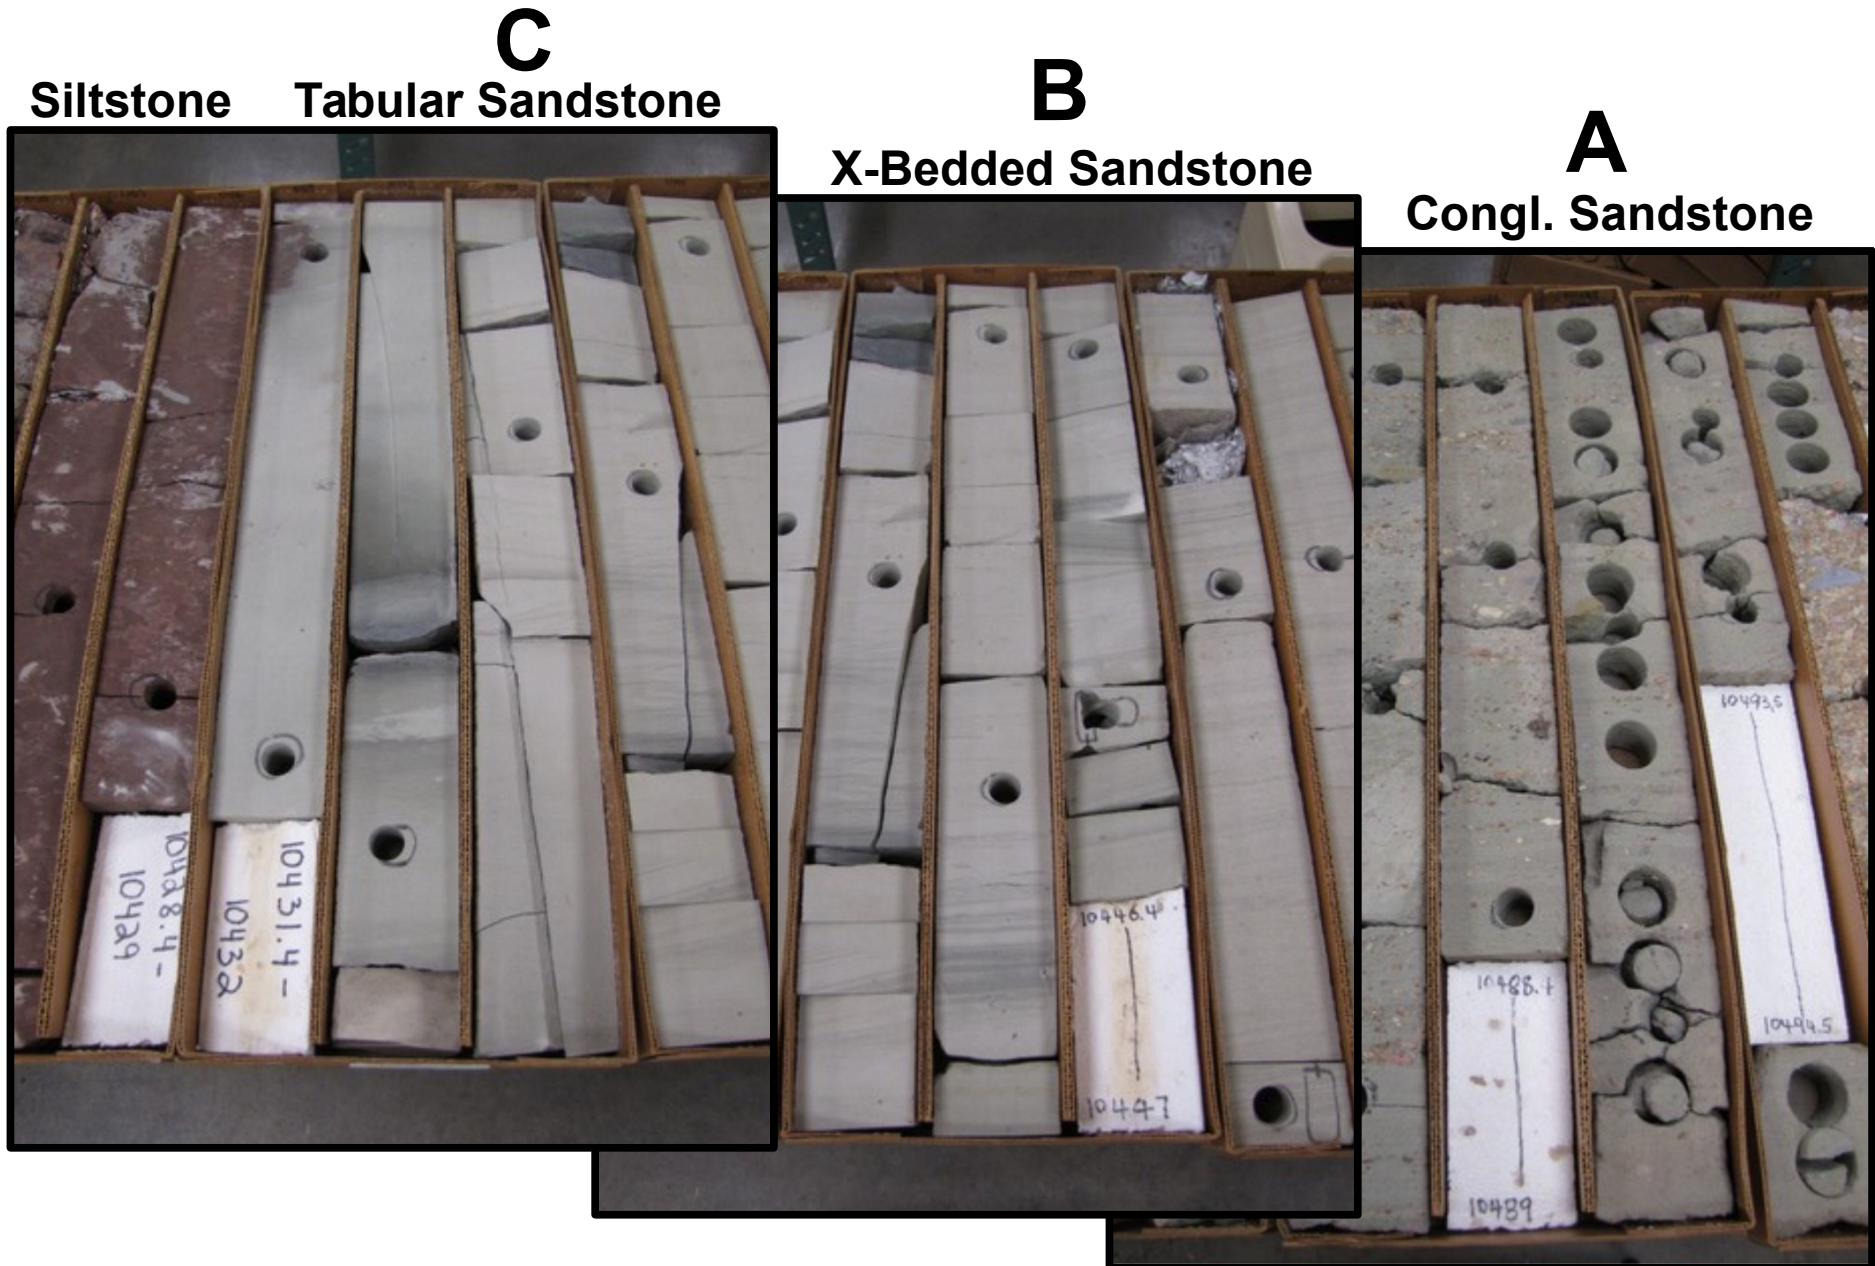 C
Siltstone Tabular Sandstone
B
X-Bedded Sandstone
A
Congl. Sandstone
10428.4 -
10429
10431.4 -
10432
10446.4
10447
10488.4
10489
10493.5
10494.5